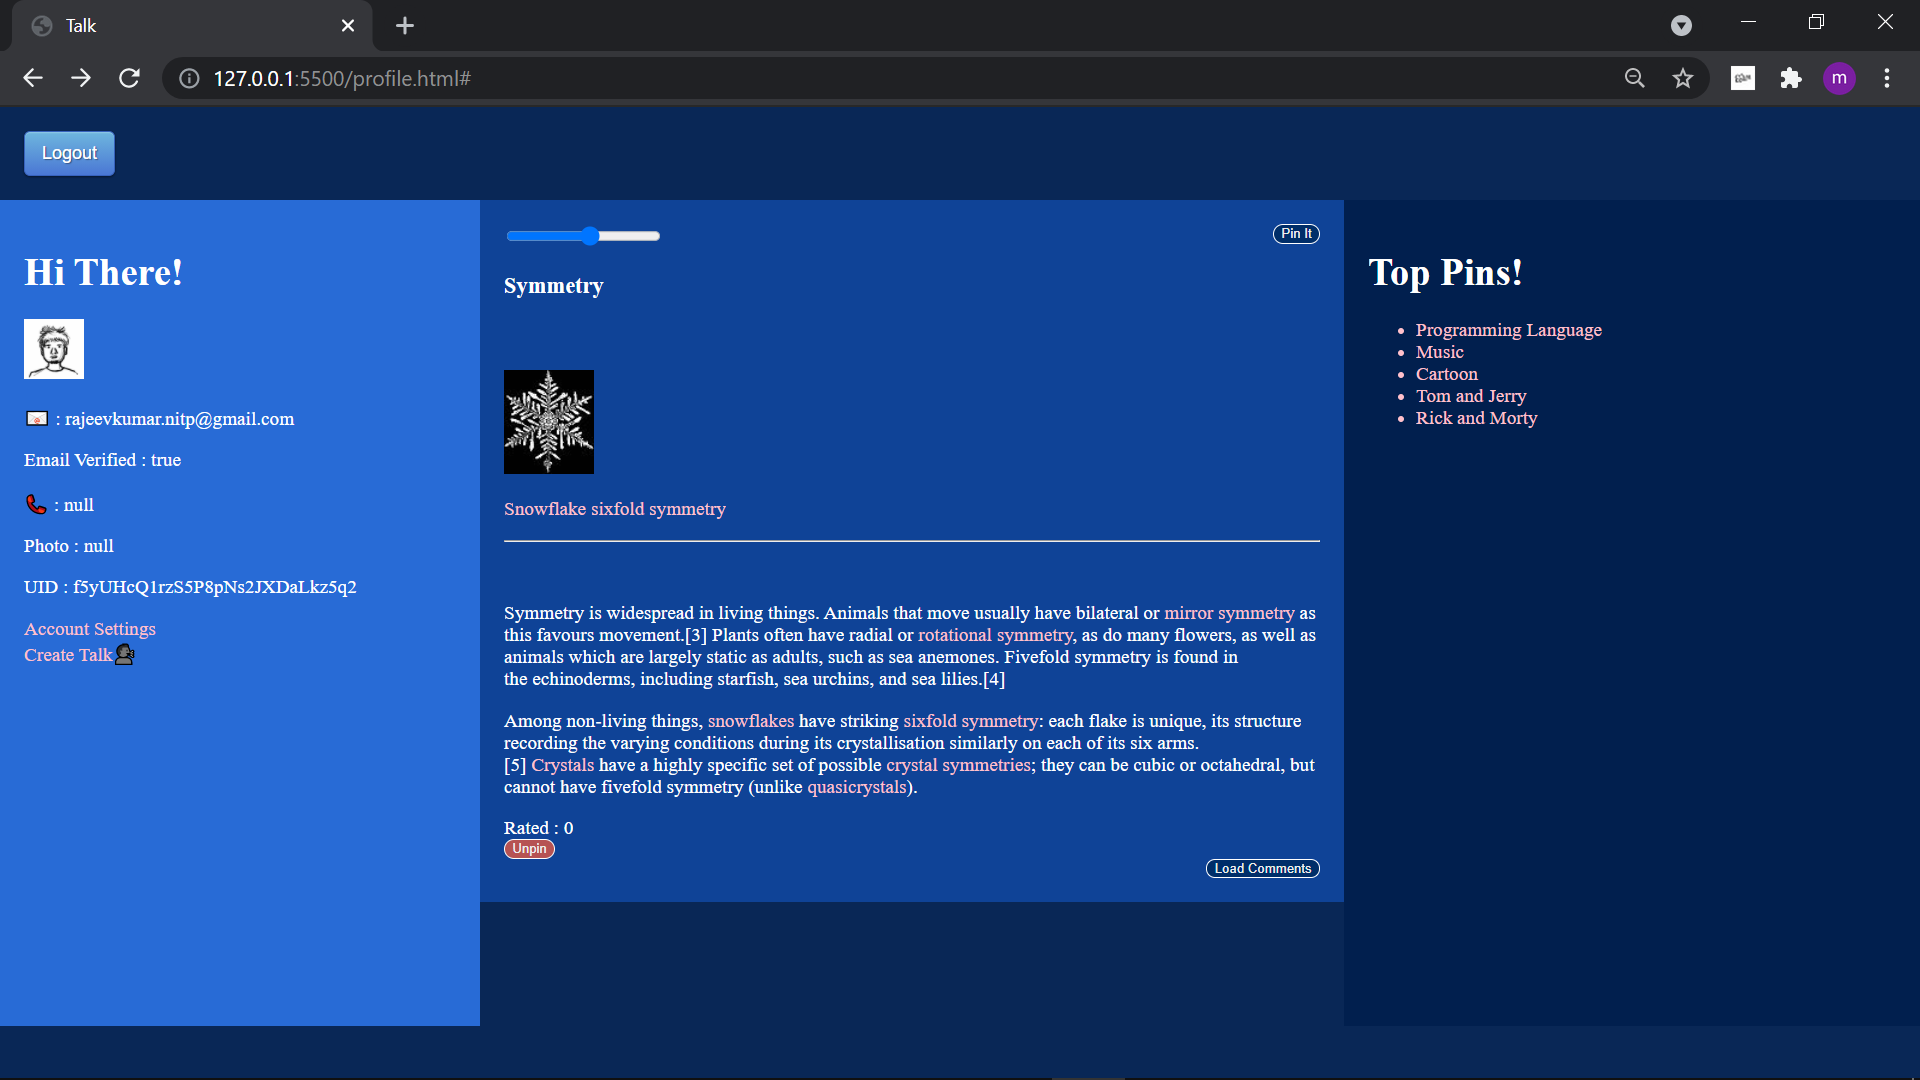 Talk
127.0.0.1:5500/profile.html#
m
Logout
Hi There!
: rajeevkumar.nitp@gmail.com
Email Verified : true
: null
Photo : null
UID : f5yUHcQ1rzS5P8pNs2JXDaLkz5q2
Account Settings
Create Talk
Pin It
Symmetry
Snowflake sixfold symmetry
Symmetry is widespread in living things. Animals that move usually have bilateral or mirror symmetry as
this favours movement.[3] Plants often have radial or rotational symmetry, as do many flowers, as well as
animals which are largely static as adults, such as sea anemones. Fivefold symmetry is found in
the echinoderms, including starfish, sea urchins, and sea lilies.[4]
Among non-living things, snowflakes have striking sixfold symmetry: each flake is unique, its structure
recording the varying conditions during its crystallisation similarly on each of its six arms.
[5] Crystals have a highly specific set of possible crystal symmetries; they can be cubic or octahedral, but
cannot have fivefold symmetry (unlike quasicrystals).
Rated : 0
Unpin
Load Comments
Top Pins!
Programming Language
Music
Cartoon
Tom and Jerry
Rick and Morty